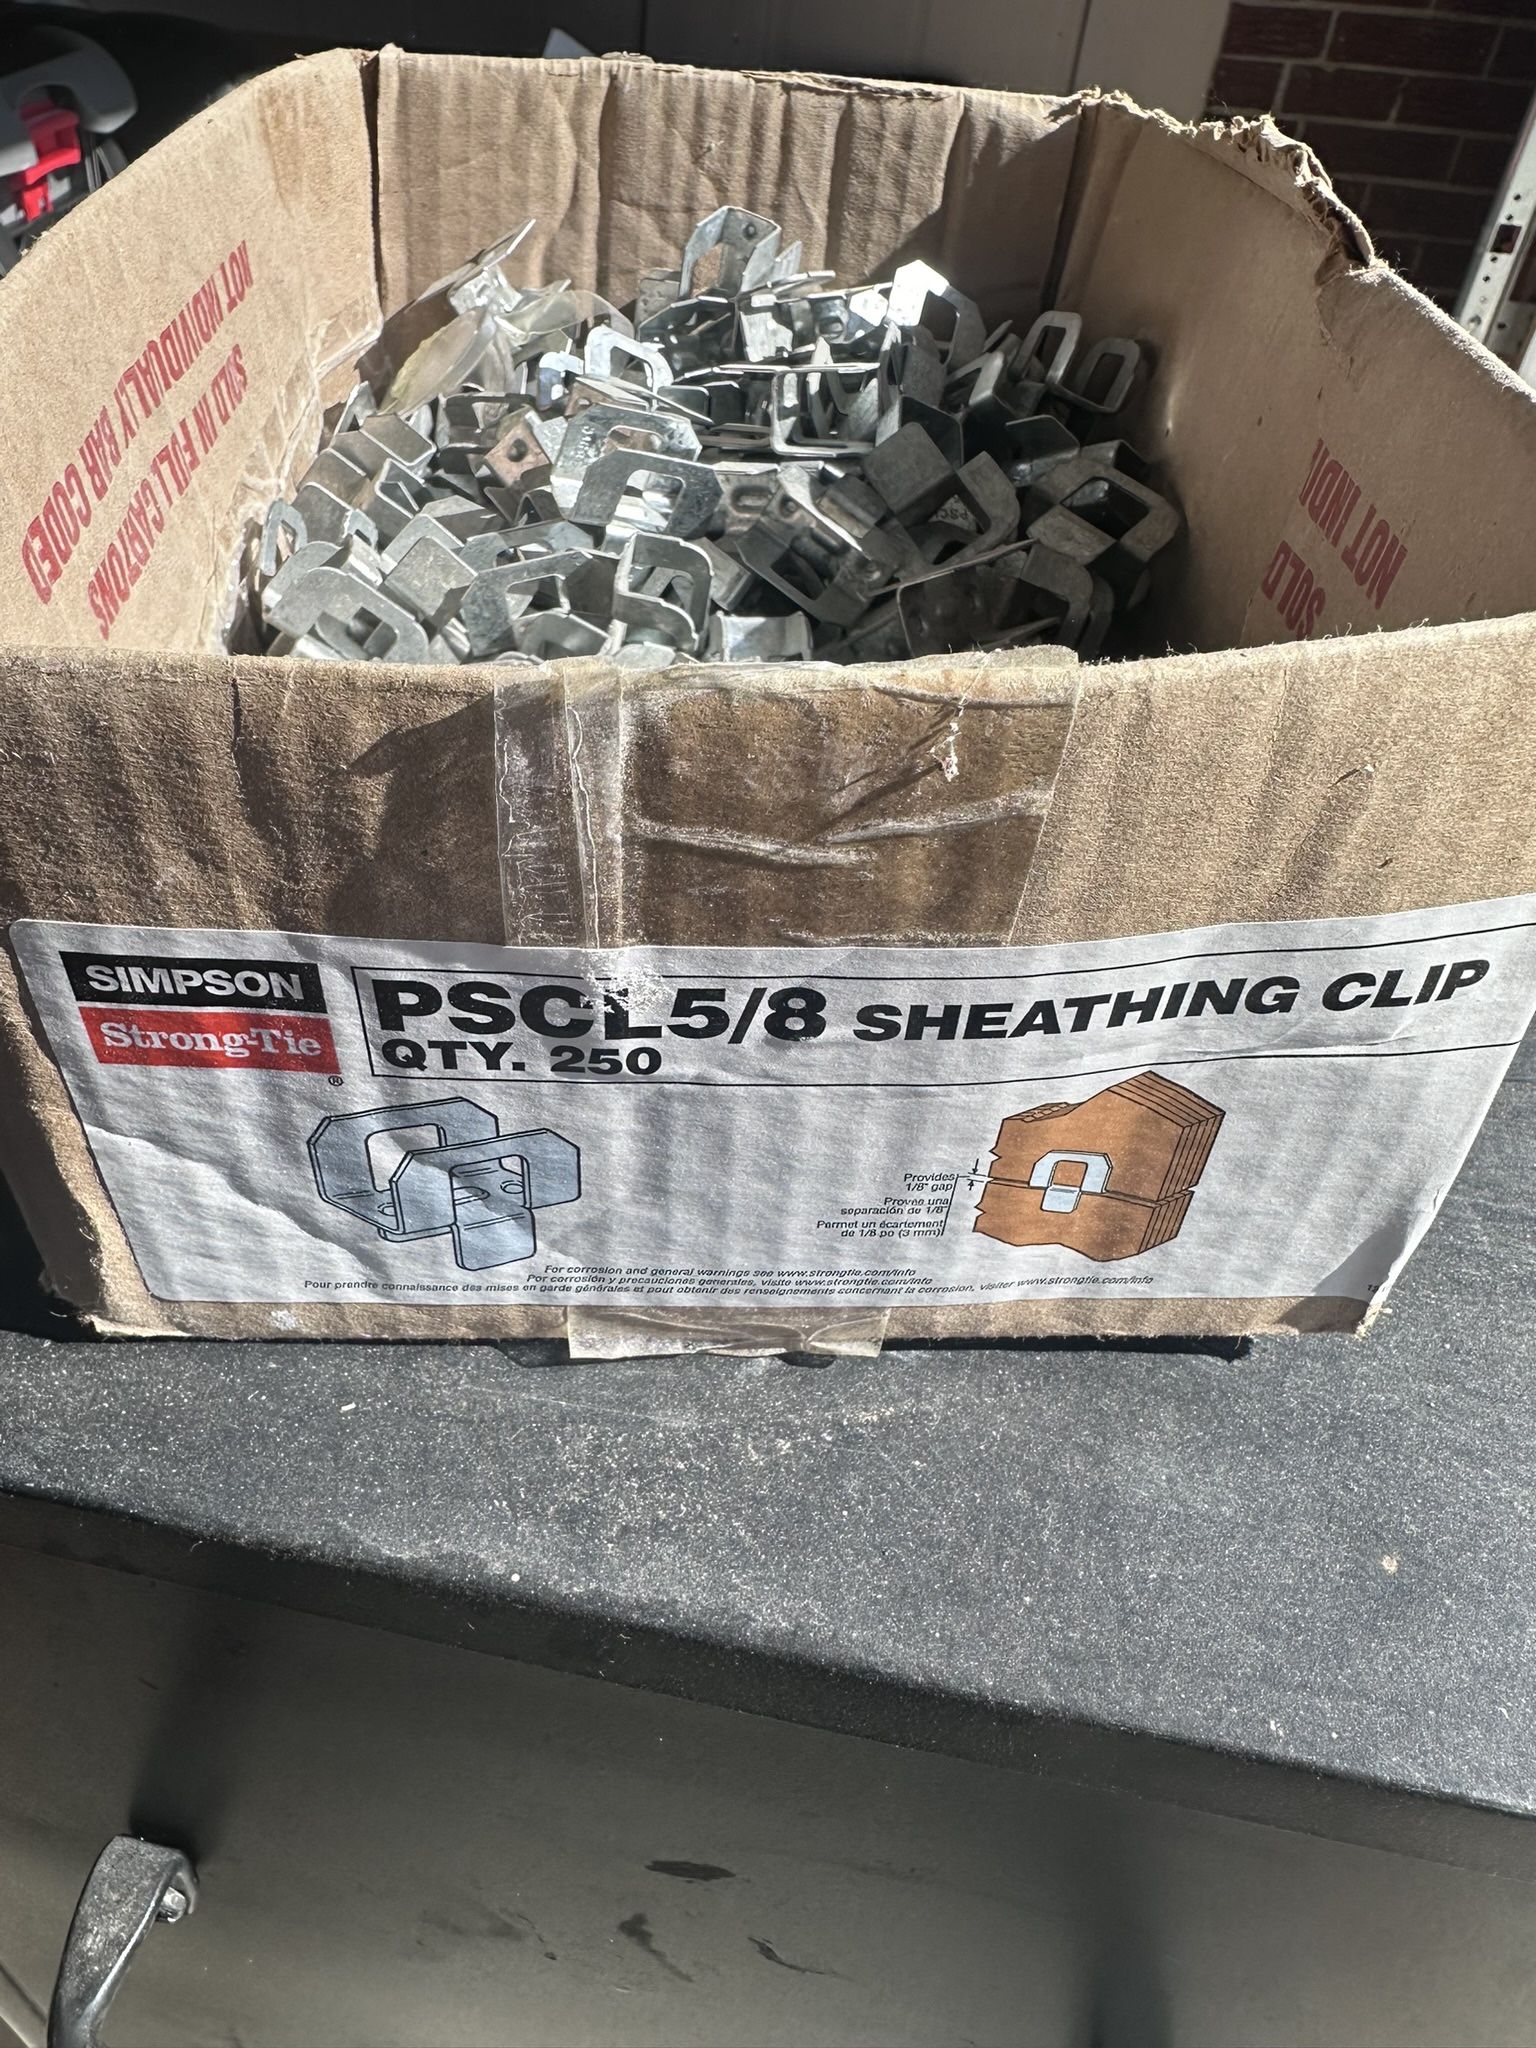 NOT INDIVIDUALLY BAR CODED
SOLD IN FULL CARTONS
NOT INDI
SOLD
PSCL
SIMPSON
Strong-Tie
®
PSCL5/8 SHEATHING CLIP
QTY. 250
Provides
1/8" gap
Provee una
separación de 1/8"
Permet un écartement
de 1/8 po (3 mm)
For corrosion and general warnings see www.strongtie.com/info
Por corrosión y precauciones generales, visite www.strongtie.com/info
Pour prendre connaissance des mises en garde générales et pout obtenir des renseignements concernant la corrosion, visiter www.strongtie.com/info